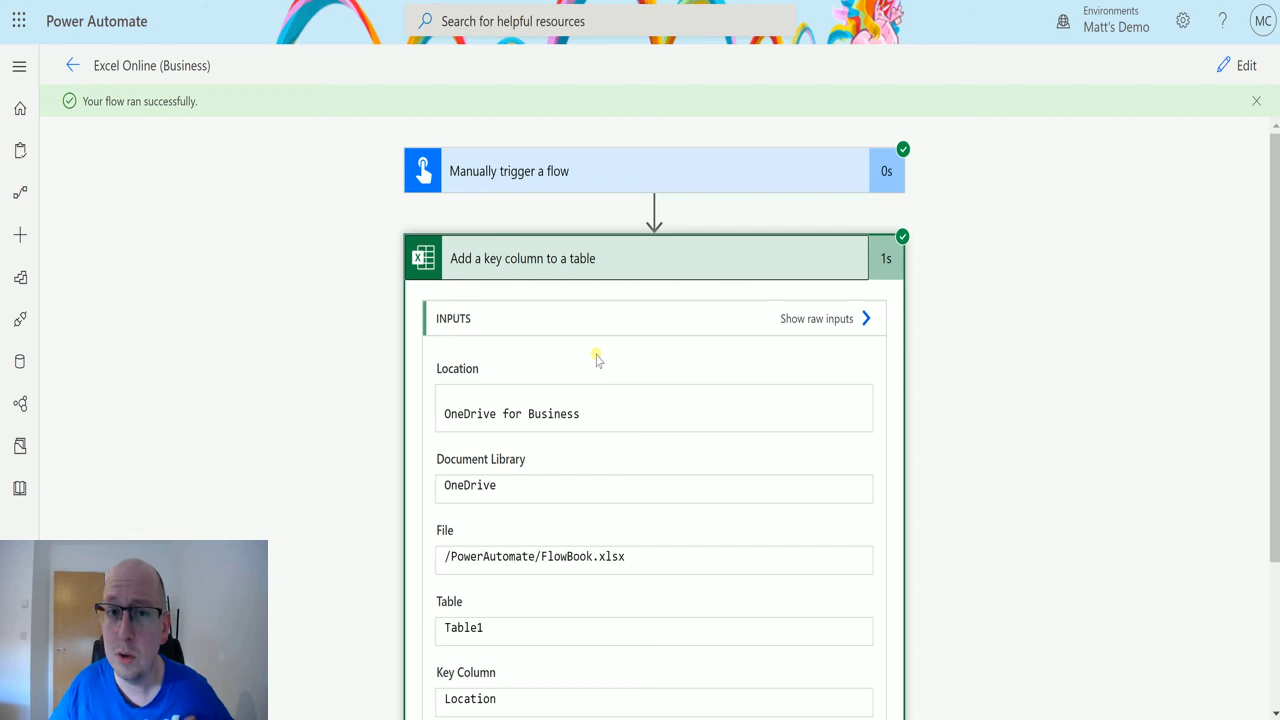 Power Automate
Search for helpful resources
Environments
Matt's Demo
MC
Excel Online (Business)
Edit
Your flow ran successfully.
Manually trigger a flow
0s
Add a key column to a table
1s
INPUTS
Show raw inputs
Location
OneDrive for Business
Document Library
OneDrive
File
/PowerAutomate/FlowBook.xlsx
Table
Table1
Key Column
Location